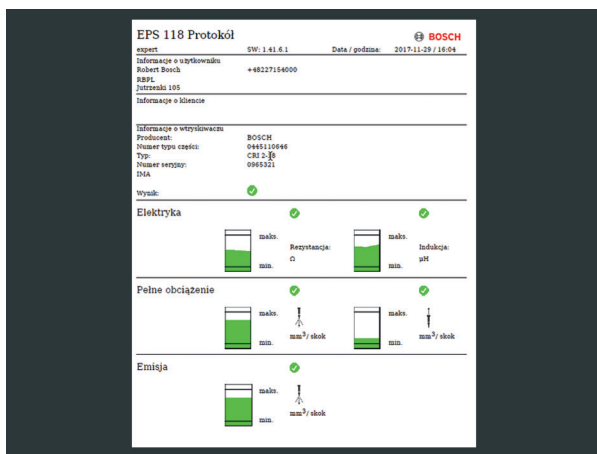 EPS 118 Protokół
BOSCH
expert SW: 1.41.6.1 Data / godzina: 2017-11-29 / 16:04
Informacje o użytkowniku
Robert Bosch +48227154000
RBPL
Jutrzenki 105
Informacje o kliencie
Informacje o wtryskiwaczu
Producent: BOSCH
Numer typu części: 0445110646
Typ: CRI 2-18
Numer seryjny: 0965321
IMA
Wynik:
Elektryka
maks. maks.
Rezystancja: Indukcja:
Ω µH
min. min.
Pełne obciążenie
maks. maks.
mm³/ skok mm³/ skok
min. min.
Emisja
maks.
mm³/ skok
min.